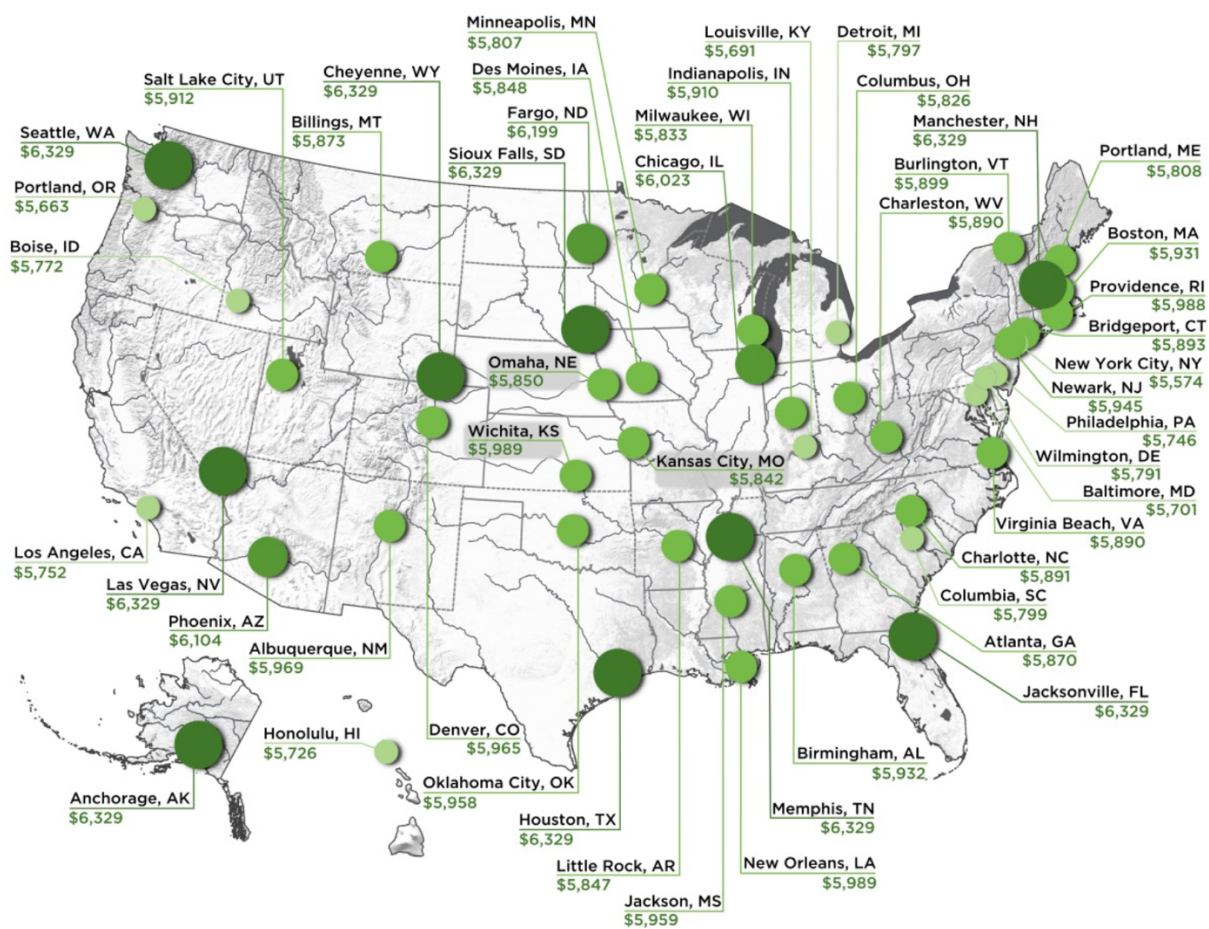 Minneapolis, MN
$5,807
Louisville, KY
$5,691
Detroit, MI
$5,797
Salt Lake City, UT
$5,912
Cheyenne, WY
$6,329
Des Moines, IA
$5,848
Indianapolis, IN
$5,910
Columbus, OH
$5,826
Seattle, WA
$6,329
Billings, MT
$5,873
Fargo, ND
$6,199
Milwaukee, WI
$5,833
Manchester, NH
$6,329
Sioux Falls, SD
$6,329
Chicago, IL
$6,023
Burlington, VT
$5,899
Portland, ME
$5,808
Portland, OR
$5,663
Charleston, WV
$5,890
Boise, ID
$5,772
Boston, MA
$5,931
Providence, RI
$5,988
Bridgeport, CT
$5,893
Omaha, NE
$5,850
New York City, NY
$5,574
Newark, NJ
$5,945
Wichita, KS
$5,989
Philadelphia, PA
$5,746
Kansas City, MO
$5,842
Wilmington, DE
$5,791
Baltimore, MD
$5,701
Virginia Beach, VA
$5,890
Los Angeles, CA
$5,752
Charlotte, NC
$5,891
Las Vegas, NV
$6,329
Columbia, SC
$5,799
Phoenix, AZ
$6,104
Albuquerque, NM
$5,969
Atlanta, GA
$5,870
Jacksonville, FL
$6,329
Honolulu, HI
$5,726
Denver, CO
$5,965
Birmingham, AL
$5,932
Oklahoma City, OK
$5,958
Anchorage, AK
$6,329
Houston, TX
$6,329
Memphis, TN
$6,329
Little Rock, AR
$5,847
New Orleans, LA
$5,989
Jackson, MS
$5,959